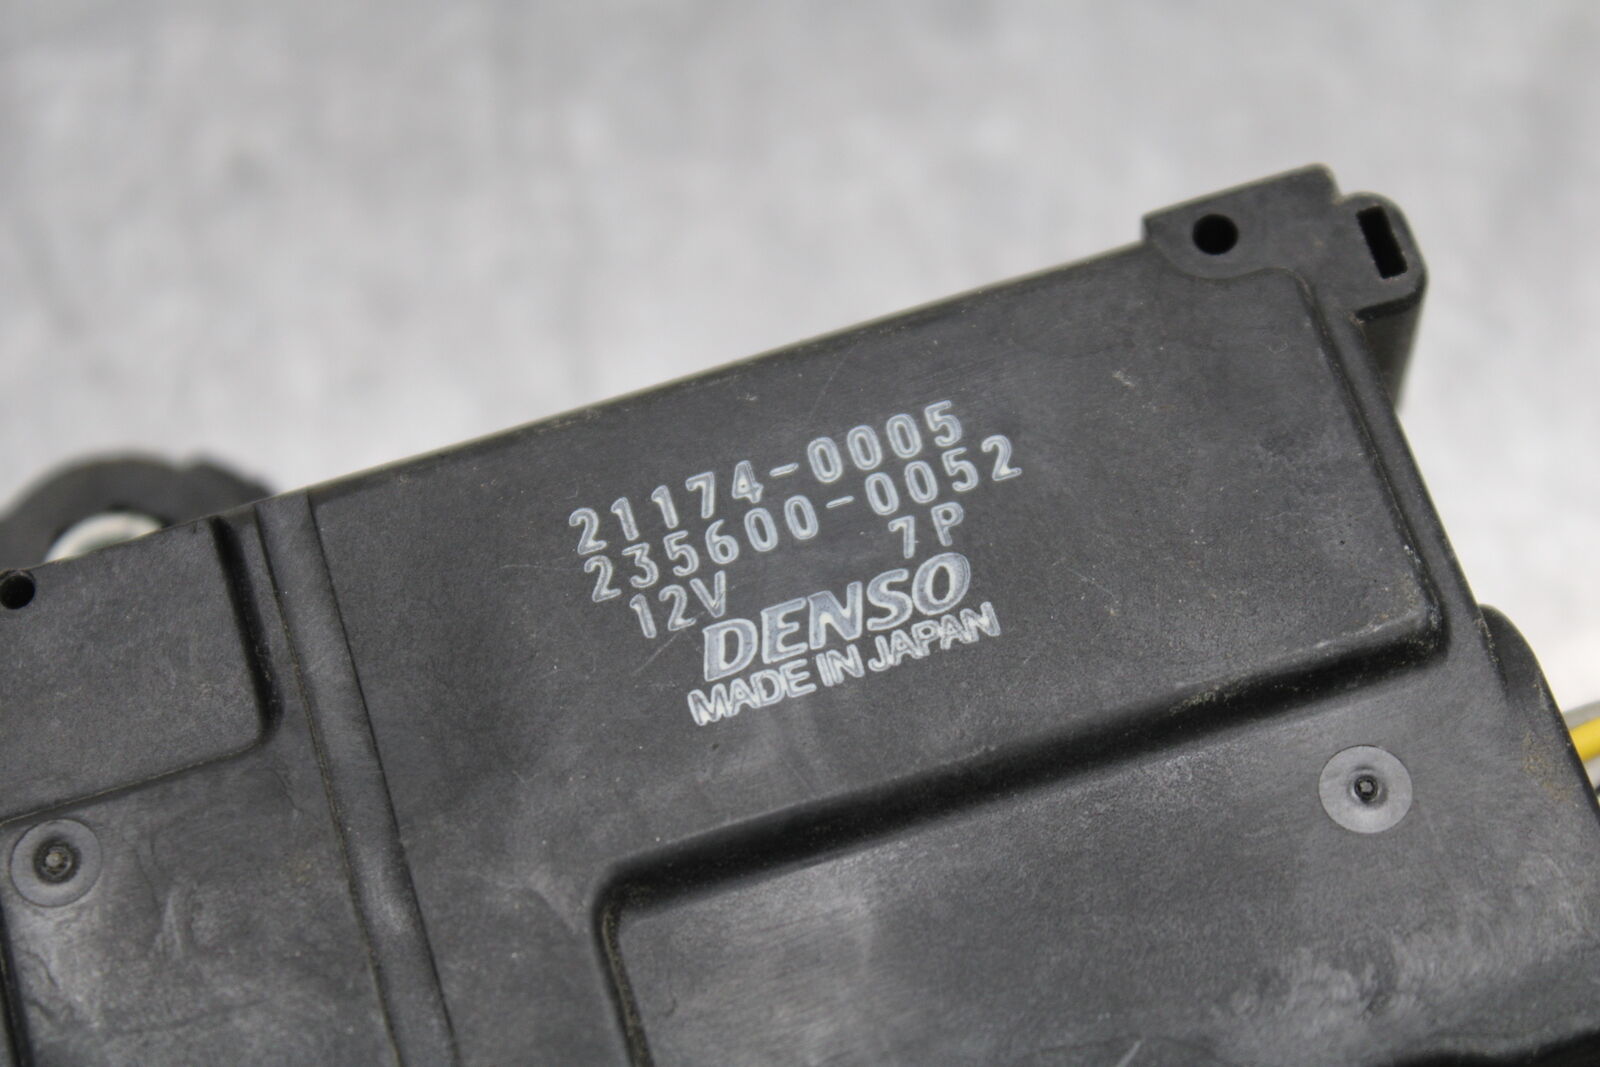 21174-0005
235600-0052
12V 7P
DENSO
MADE IN JAPAN